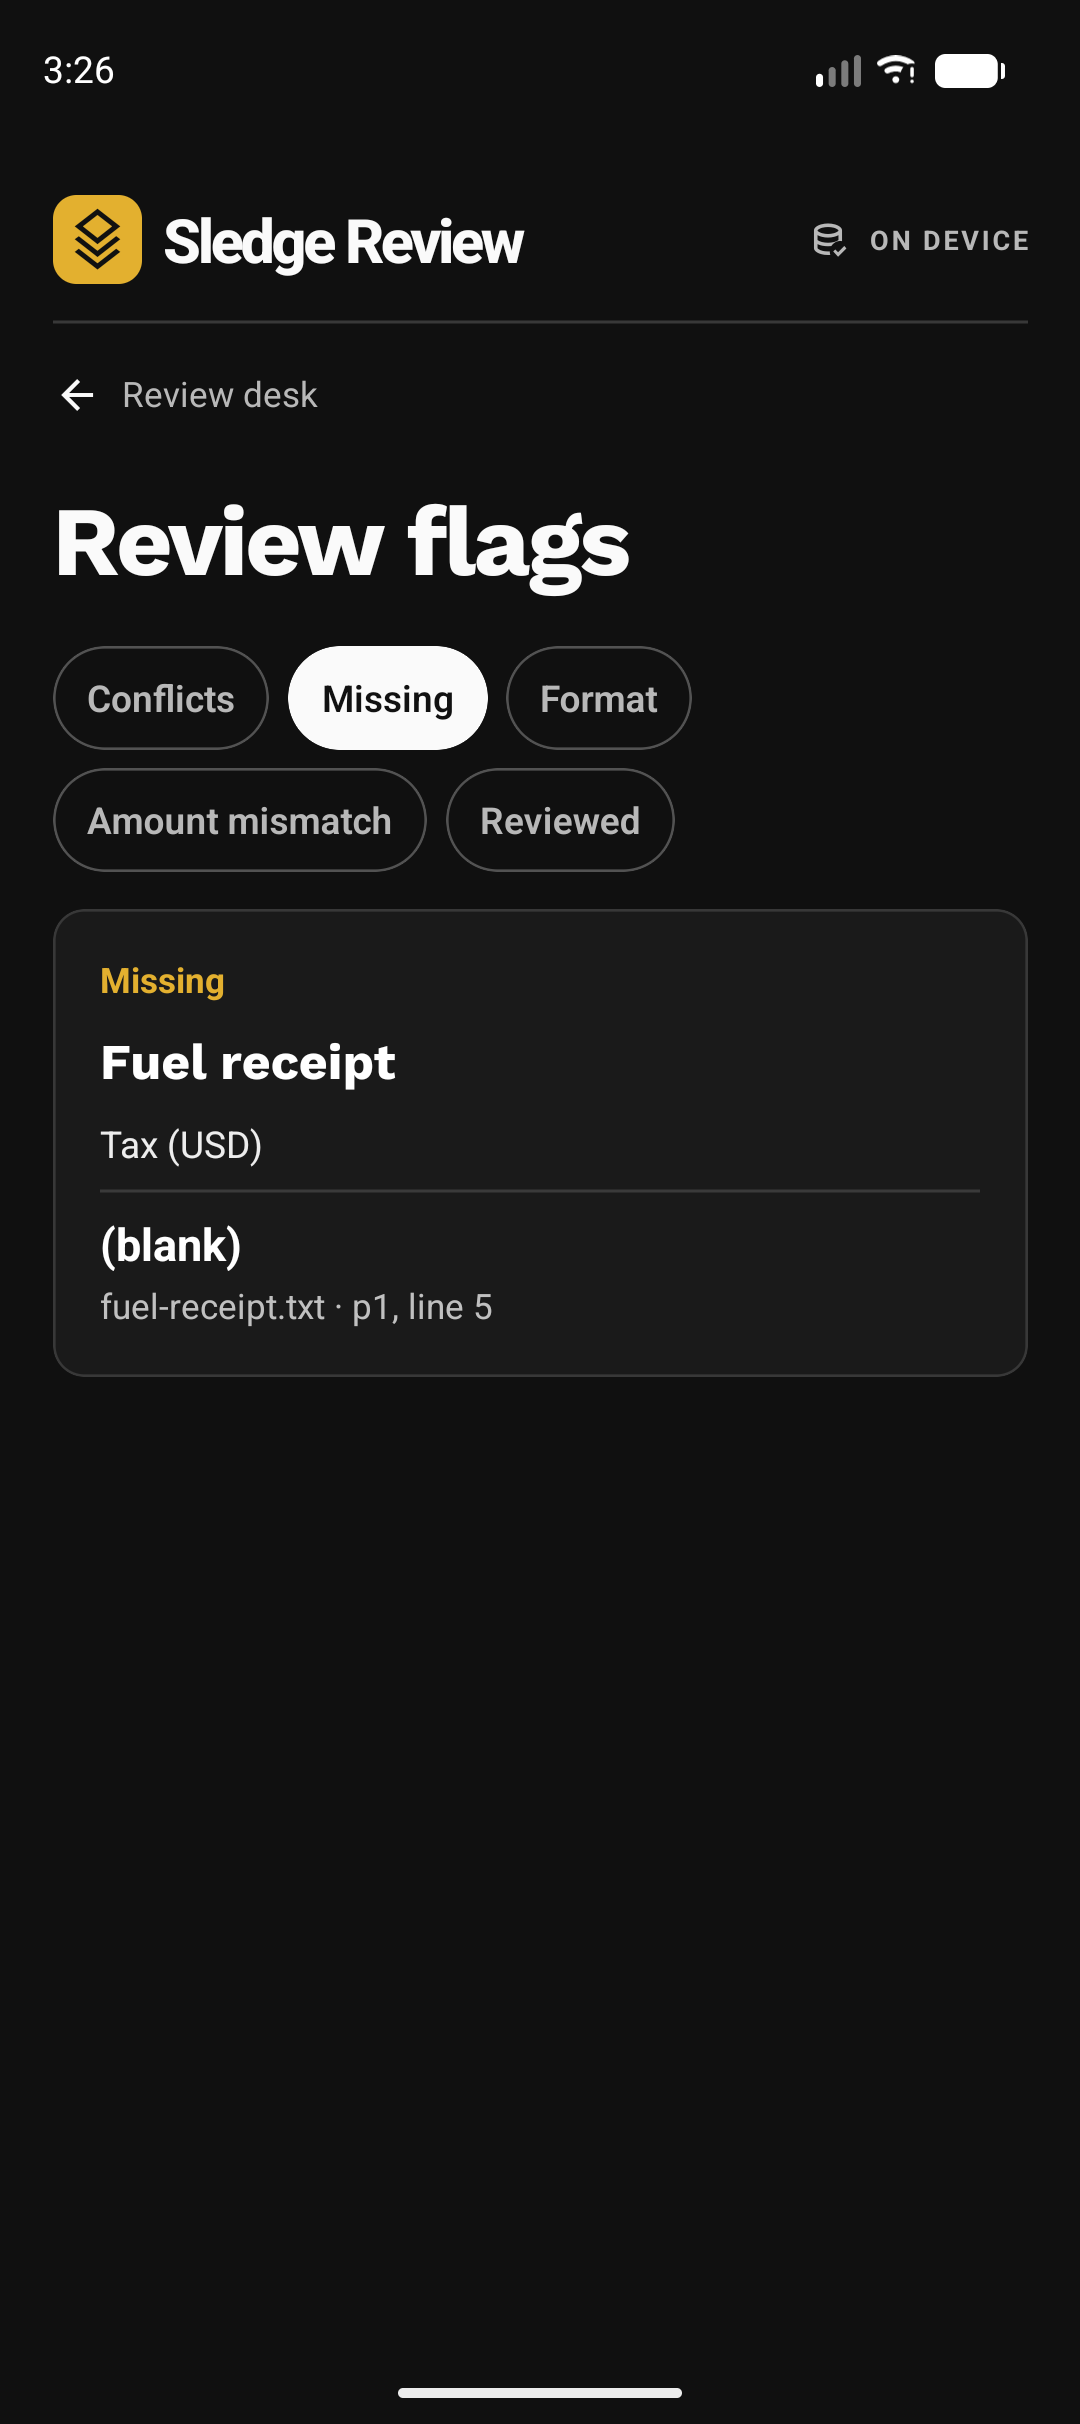 3:26
Sledge Review
ON DEVICE
Review desk
Review flags
Conflicts
Missing
Format
Amount mismatch
Reviewed
Missing
Fuel receipt
Tax (USD)
(blank)
fuel-receipt.txt · p1, line 5